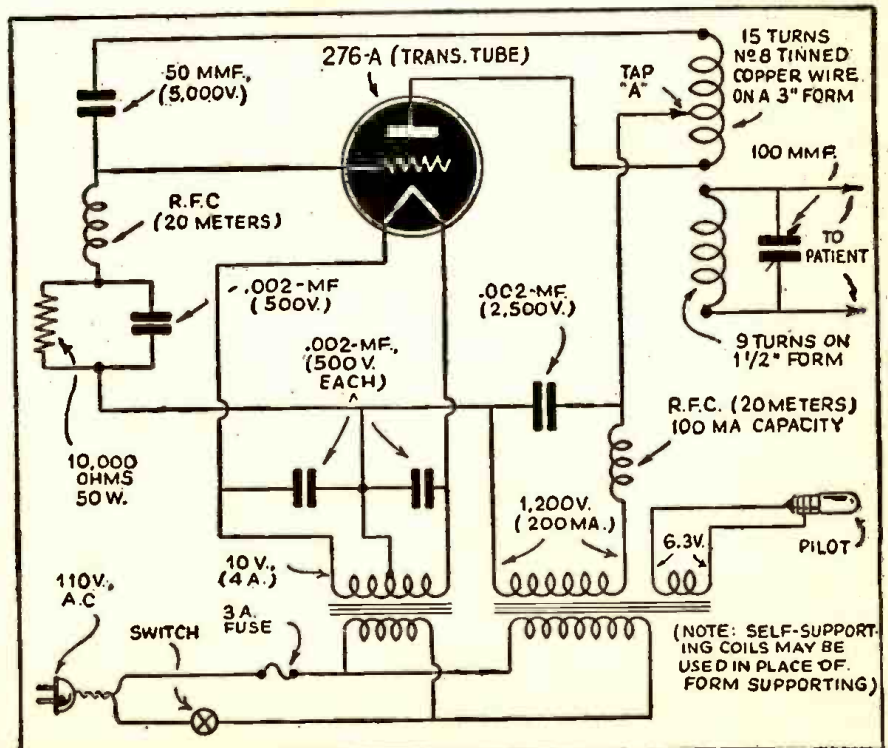 276-A (TRANS. TUBE)
50 MMF.,
(5,000V.)
15 TURNS
Nº8 TINNED
COPPER WIRE
ON A 3" FORM
TAP
"A"
100 MMF.
R.F.C
(20 METERS)
TO
PATIENT
.002-MF.
(500V.)
.002-MF.,
(500V.
EACH)
.002-MF.
(2,500V.)
9 TURNS ON
1 1/2" FORM
R.F.C. (20 METERS)
100 MA CAPACITY
10,000
OHMS
50 W.
1,200V.
(200MA.)
6.3V.
PILOT
10 V.,
(4 A.)
110V.,
A.C
SWITCH
3 A.
FUSE
(NOTE: SELF-SUPPORT-
ING COILS MAY BE
USED IN PLACE OF
FORM SUPPORTING)